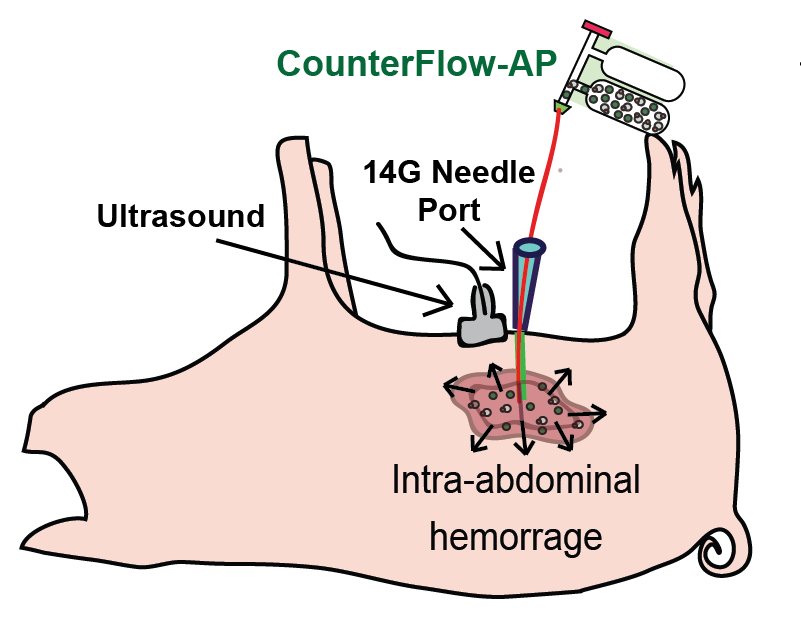 CounterFlow-AP
14G Needle
Port
Ultrasound
Intra-abdominal
hemorrage